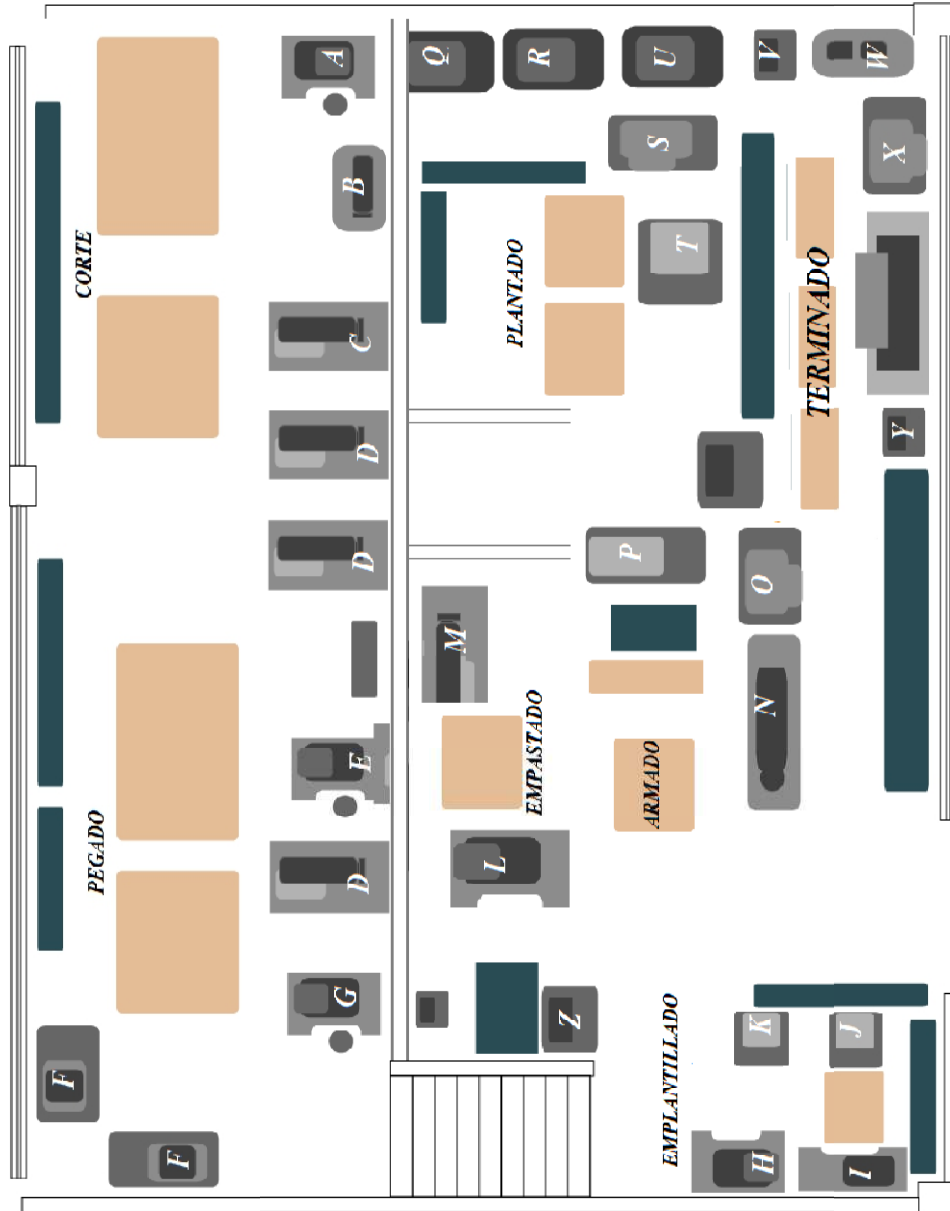 F
PEGADO
CORTE
F
G
D
E
D
D
C
B
A
M
Q
L
PLANTADO
EMPASTADO
R
Z
P
ARMADO
S
U
EMPLANTILLADO
T
H
K
N
O
V
TERMINADO
I
J
W
X
Y